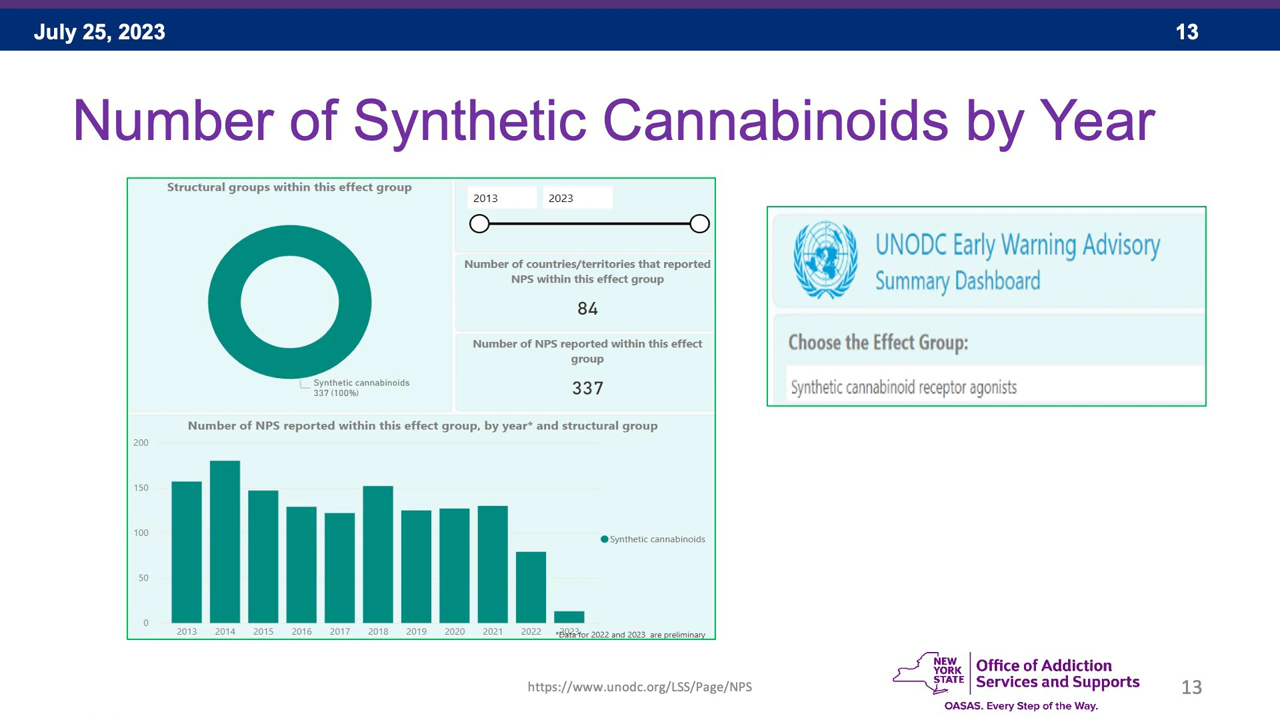 July 25, 2023
13
Number of Synthetic Cannabinoids by Year
Structural groups within this effect group
Synthetic cannabinoids
337 (100%)
2013
2023
Number of countries/territories that reported
NPS within this effect group
84
Number of NPS reported within this effect
group
337
Number of NPS reported within this effect group, by year* and structural group
200
150
100
50
0
2013 2014 2015 2016 2017 2018 2019 2020 2021 2022 2023
Synthetic cannabinoids
*Data for 2022 and 2023 are preliminary
UNODC Early Warning Advisory
Summary Dashboard
Choose the Effect Group:
Synthetic cannabinoid receptor agonists
https://www.unodc.org/LSS/Page/NPS
NEW
YORK
STATE
Office of Addiction
Services and Supports
OASAS. Every Step of the Way.
13